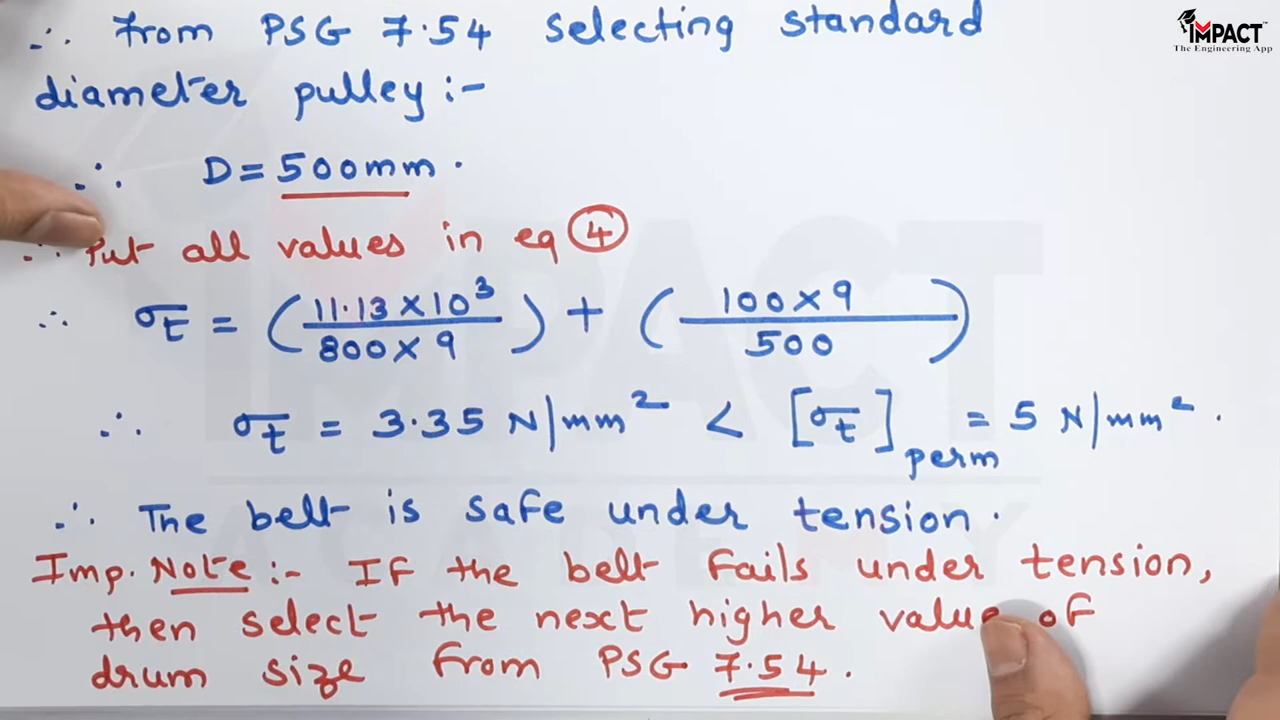 ∴ From PSG 7.54 selecting standard
IMPACT™
The Engineering App
diameter pulley :-
∴ D = 500mm.
∴ Put all values in eq ④
∴ σt = (11.13 × 10³ / 800 × 9) + (100 × 9 / 500)
∴ σt = 3.35 N/mm² < [σt]perm = 5 N/mm².
∴ The belt is safe under tension.
Imp. Note :- If the belt fails under tension,
then select the next higher value of
drum size from PSG 7.54.
IMPACT
ACADEMY